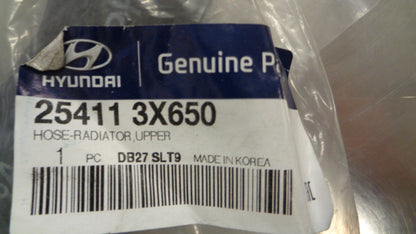 HYUNDAI
Genuine P
25411 3X650
HOSE-RADIATOR,UPPER
1 PC DB27 SLT9 MADE IN KOREA